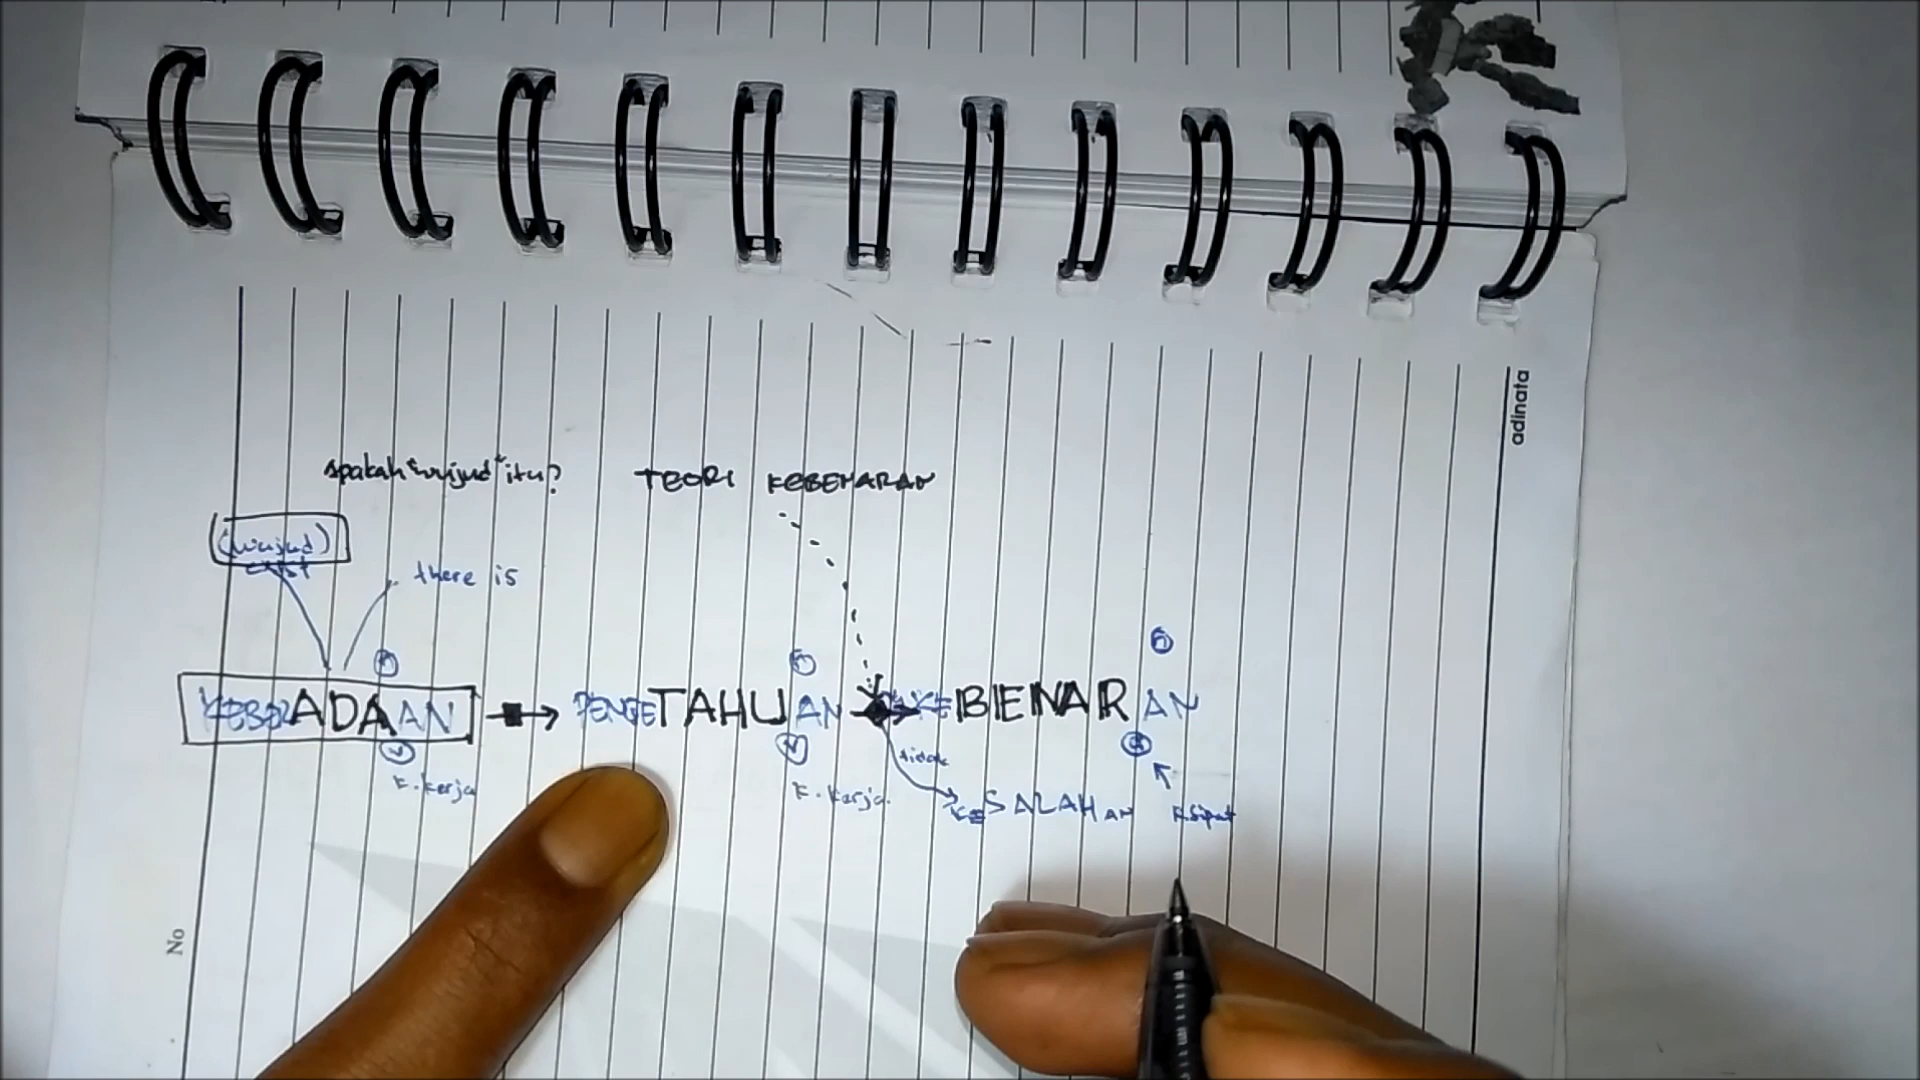 adinata
apakah "wujud" itu?
TEORI KEBENARAN
(wujud)
exist
there is
n
n
n
KEBERADAAN
PENGETAHUAN
KEBENARAN
v
v
a
tidak
K.kerja
K.kerja
KESALAHAN
K sifat
No